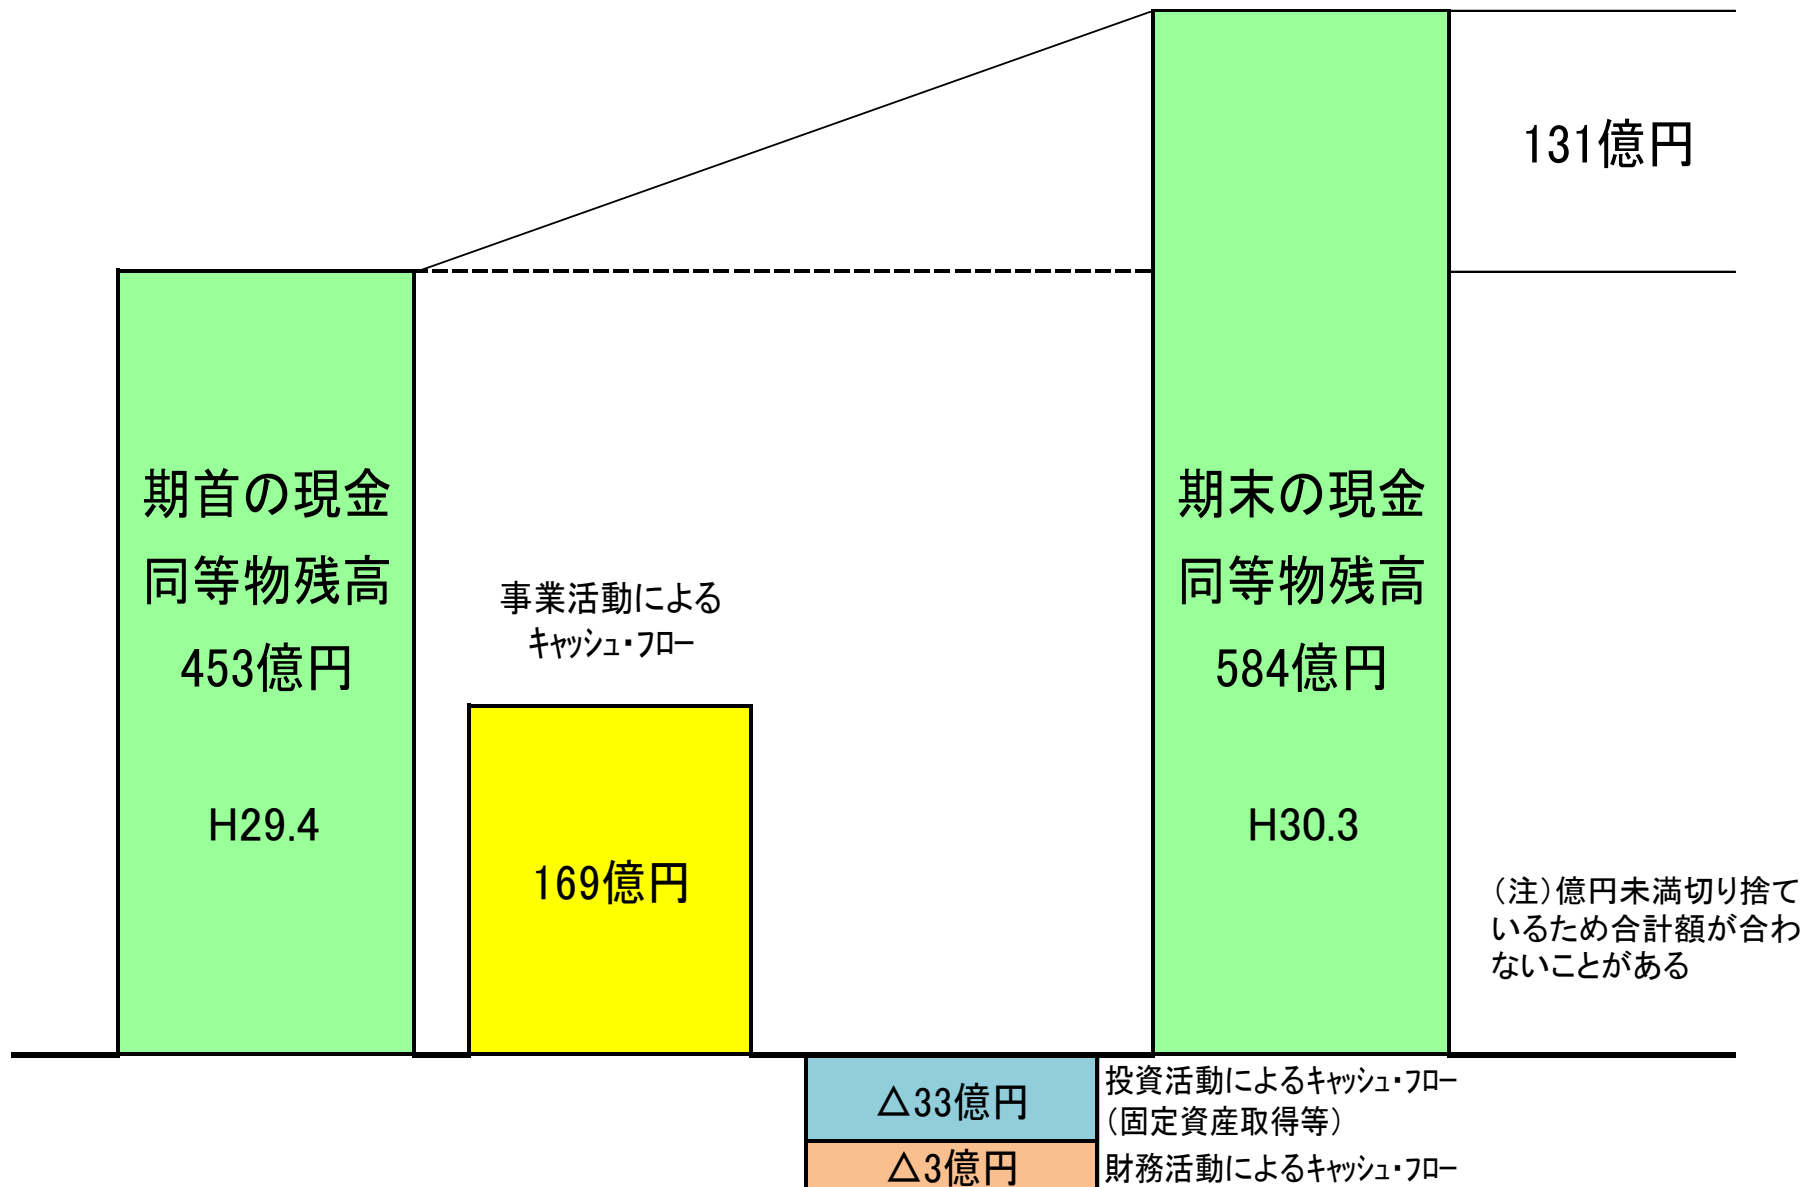 131億円
期首の現金
同等物残高
453億円
H29.4
事業活動による
ｷｬｯｼｭ・ﾌﾛｰ
169億円
期末の現金
同等物残高
584億円
H30.3
（注）億円未満切り捨て
いるため合計額が合わ
ないことがある
△33億円
投資活動によるｷｬｯｼｭ・ﾌﾛｰ
（固定資産取得等）
△3億円
財務活動によるｷｬｯｼｭ・ﾌﾛｰ